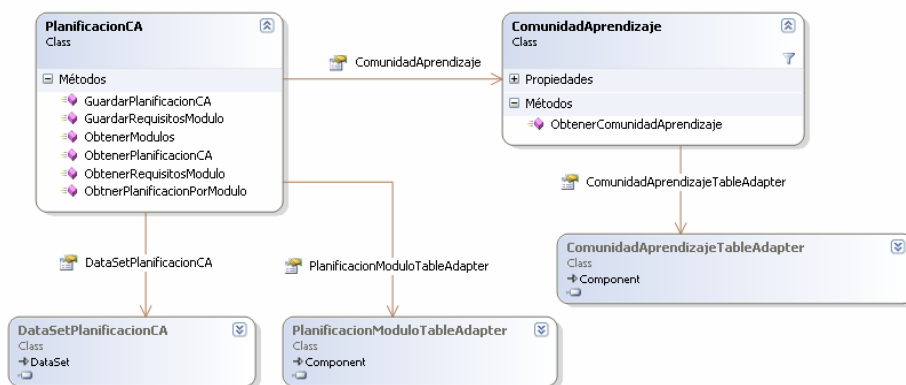 PlanificacionCA
Class
Métodos
GuardarPlanificacionCA
GuardarRequisitosModulo
ObtenerModulos
ObtenerPlanificacionCA
ObtenerRequisitosModulo
ObtnerPlanificacionPorModulo
ComunidadAprendizaje
ComunidadAprendizaje
Class
Propiedades
Métodos
ObtenerComunidadAprendizaje
ComunidadAprendizajeTableAdapter
DataSetPlanificacionCA
PlanificacionModuloTableAdapter
ComunidadAprendizajeTableAdapter
Class
Component
DataSetPlanificacionCA
Class
DataSet
PlanificacionModuloTableAdapter
Class
Component